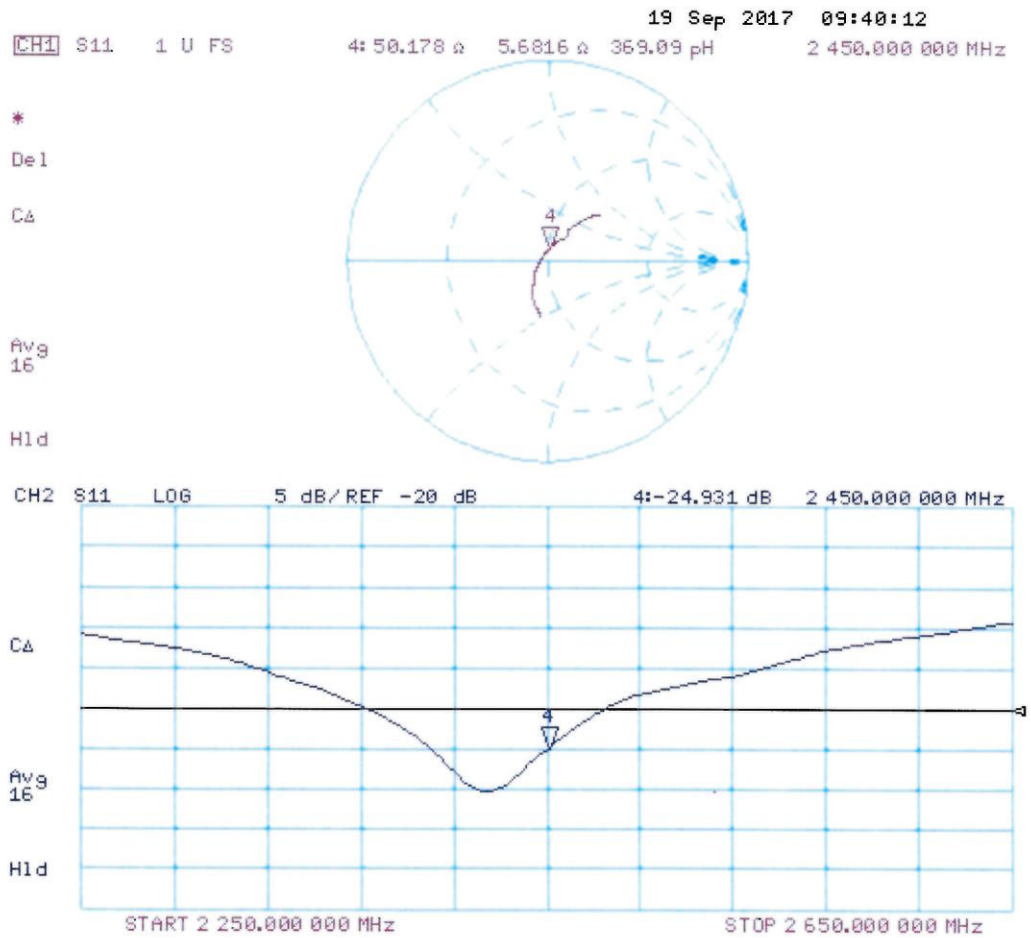 19 Sep 2017 09:40:12
CH1 S11 1 U FS 4: 50.178 Ω 5.6816 Ω 369.09 pH 2 450.000 000 MHz
*
Del
CΔ
4
Avg
16
Hld
CH2 S11 LOG 5 dB/REF -20 dB 4:-24.931 dB 2 450.000 000 MHz
CΔ
4
Avg
16
Hld
START 2 250.000 000 MHz STOP 2 650.000 000 MHz